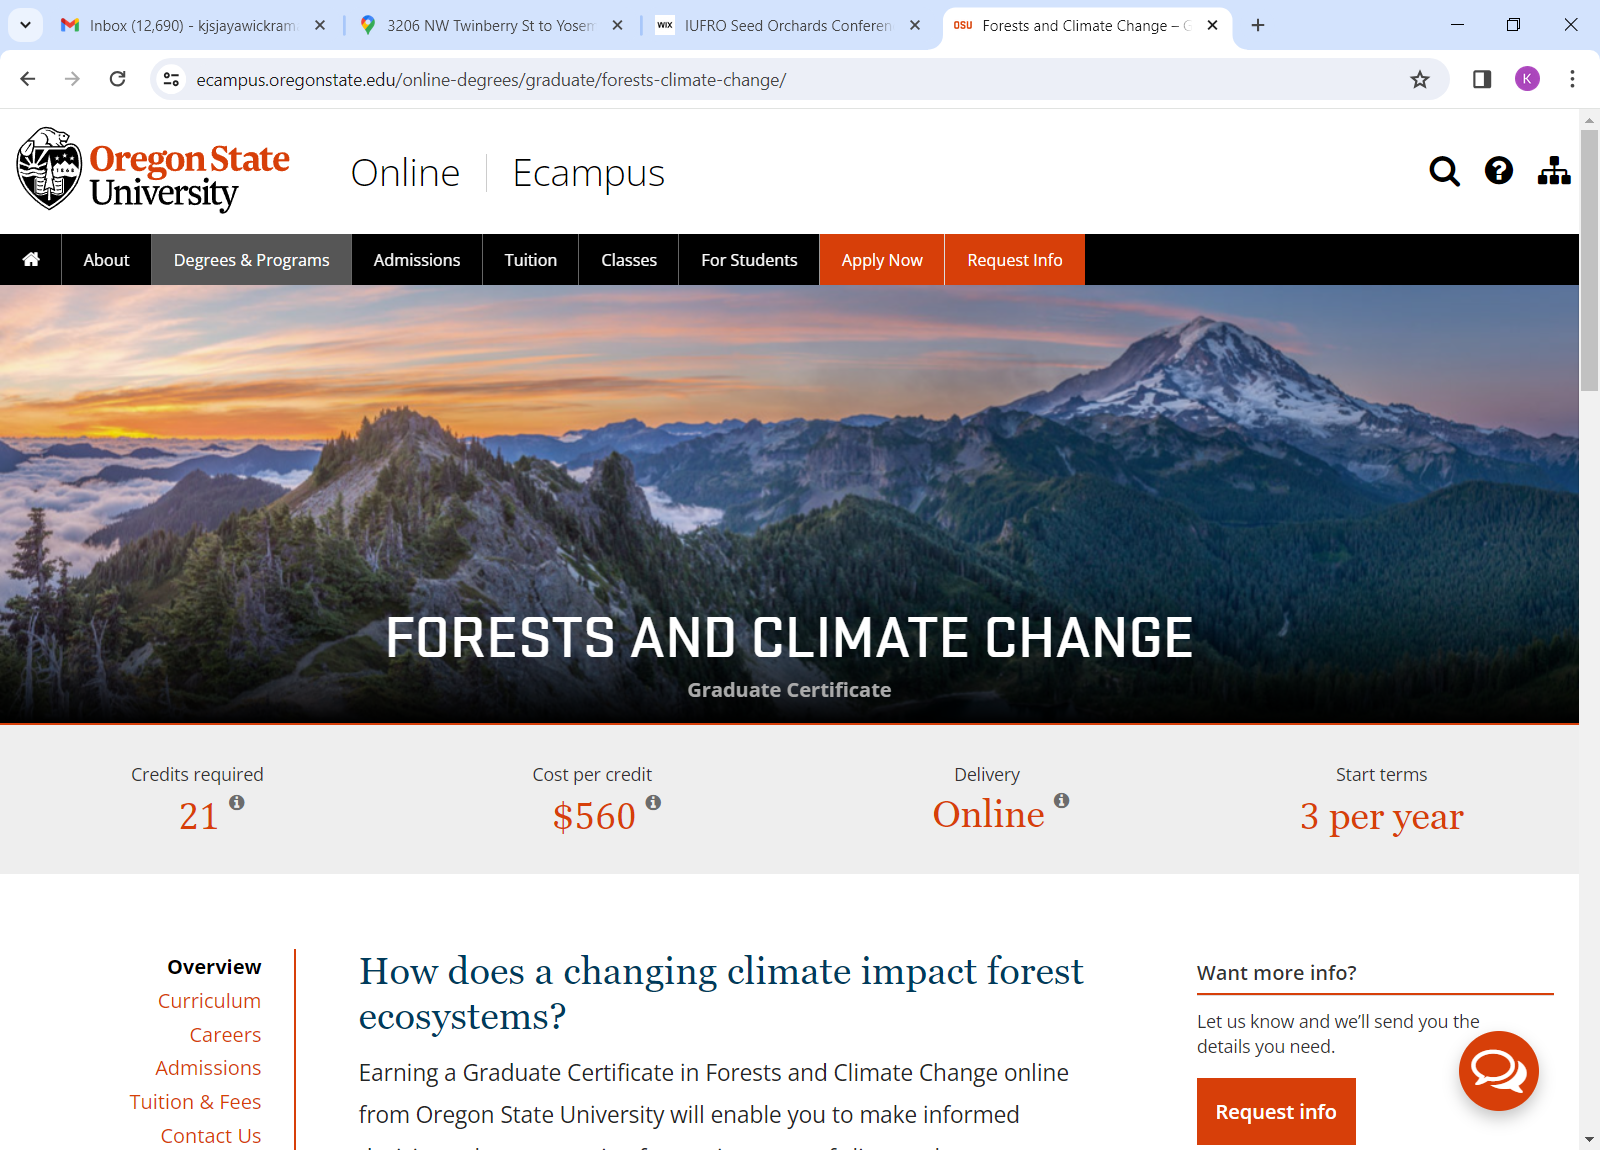 Inbox (12,690) - kjsjayawickram
3206 NW Twinberry St to Yosem
WiX
IUFRO Seed Orchards Conferen
OSU
Forests and Climate Change – G
ecampus.oregonstate.edu/online-degrees/graduate/forests-climate-change/
K
1868
Oregon State
University
Online
Ecampus
About
Degrees & Programs
Admissions
Tuition
Classes
For Students
Apply Now
Request Info
FORESTS AND CLIMATE CHANGE
Graduate Certificate
Credits required
21
Cost per credit
$560
Delivery
Online
Start terms
3 per year
Overview
Curriculum
Careers
Admissions
Tuition & Fees
Contact Us
How does a changing climate impact forest
ecosystems?
Earning a Graduate Certificate in Forests and Climate Change online
from Oregon State University will enable you to make informed
Want more info?
Let us know and we'll send you the
details you need.
Request info